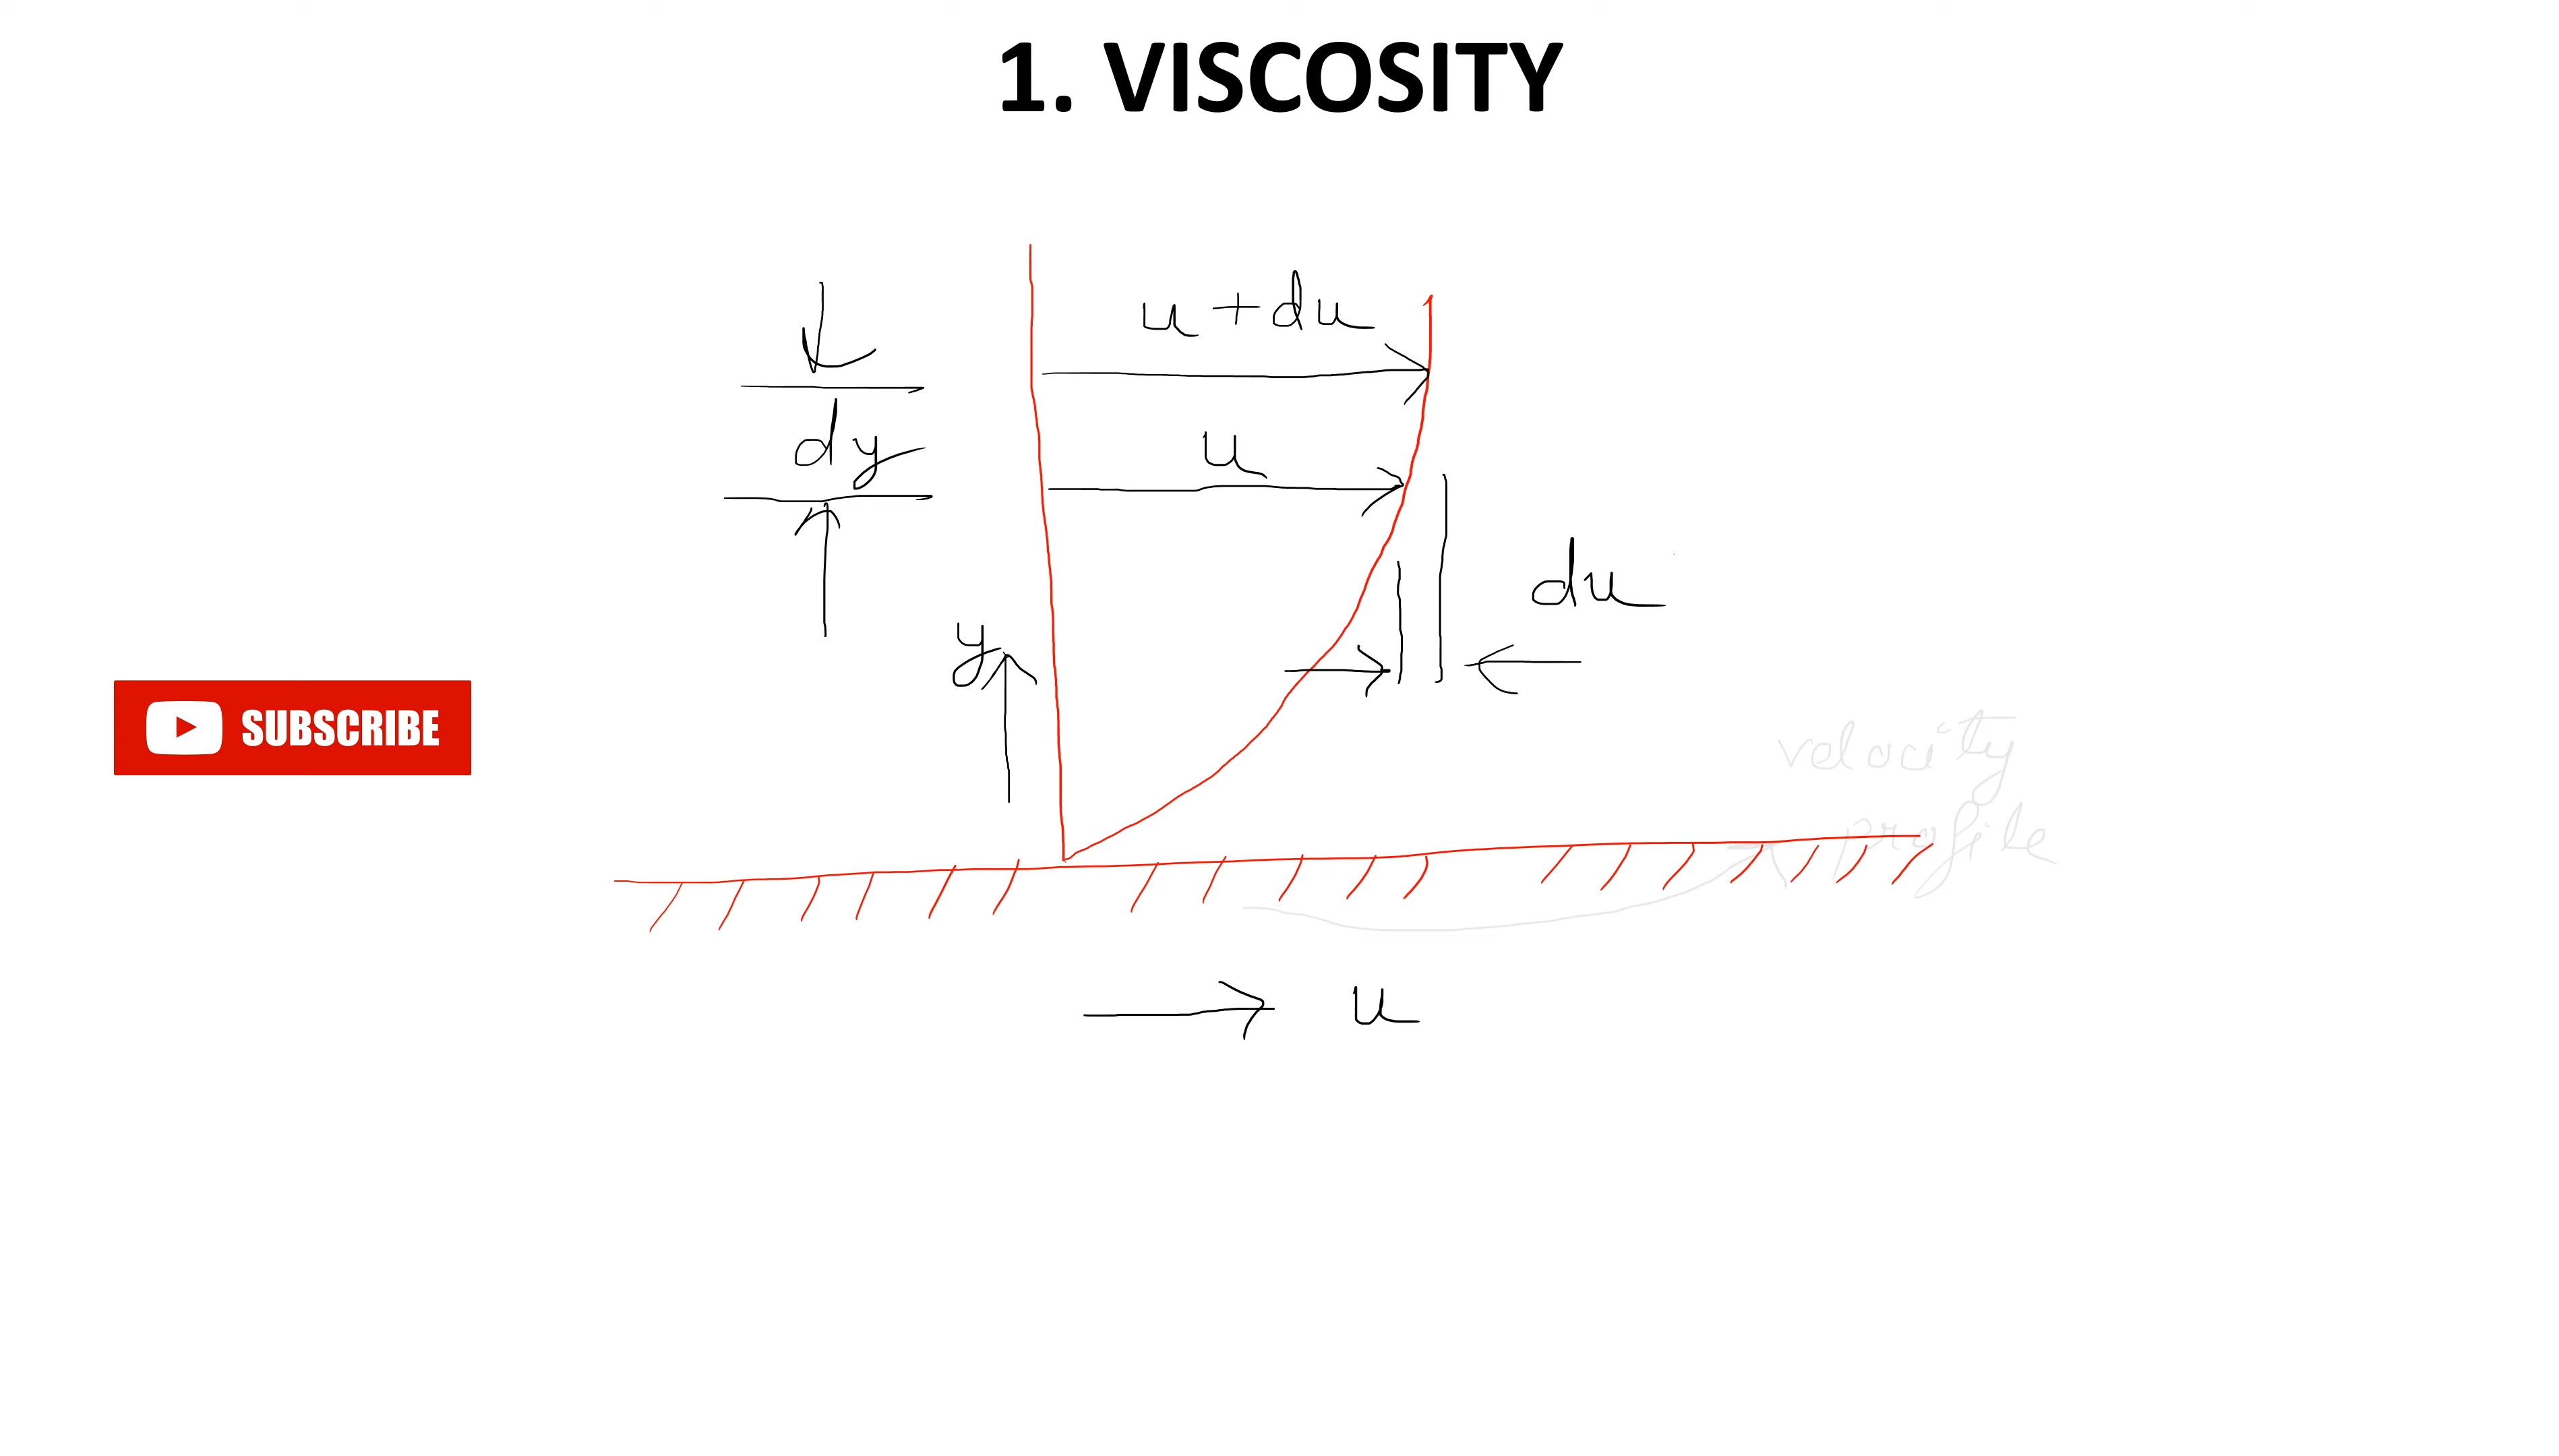 1. VISCOSITY
u + du
dy
u
du
y
SUBSCRIBE
velocity
profile
u